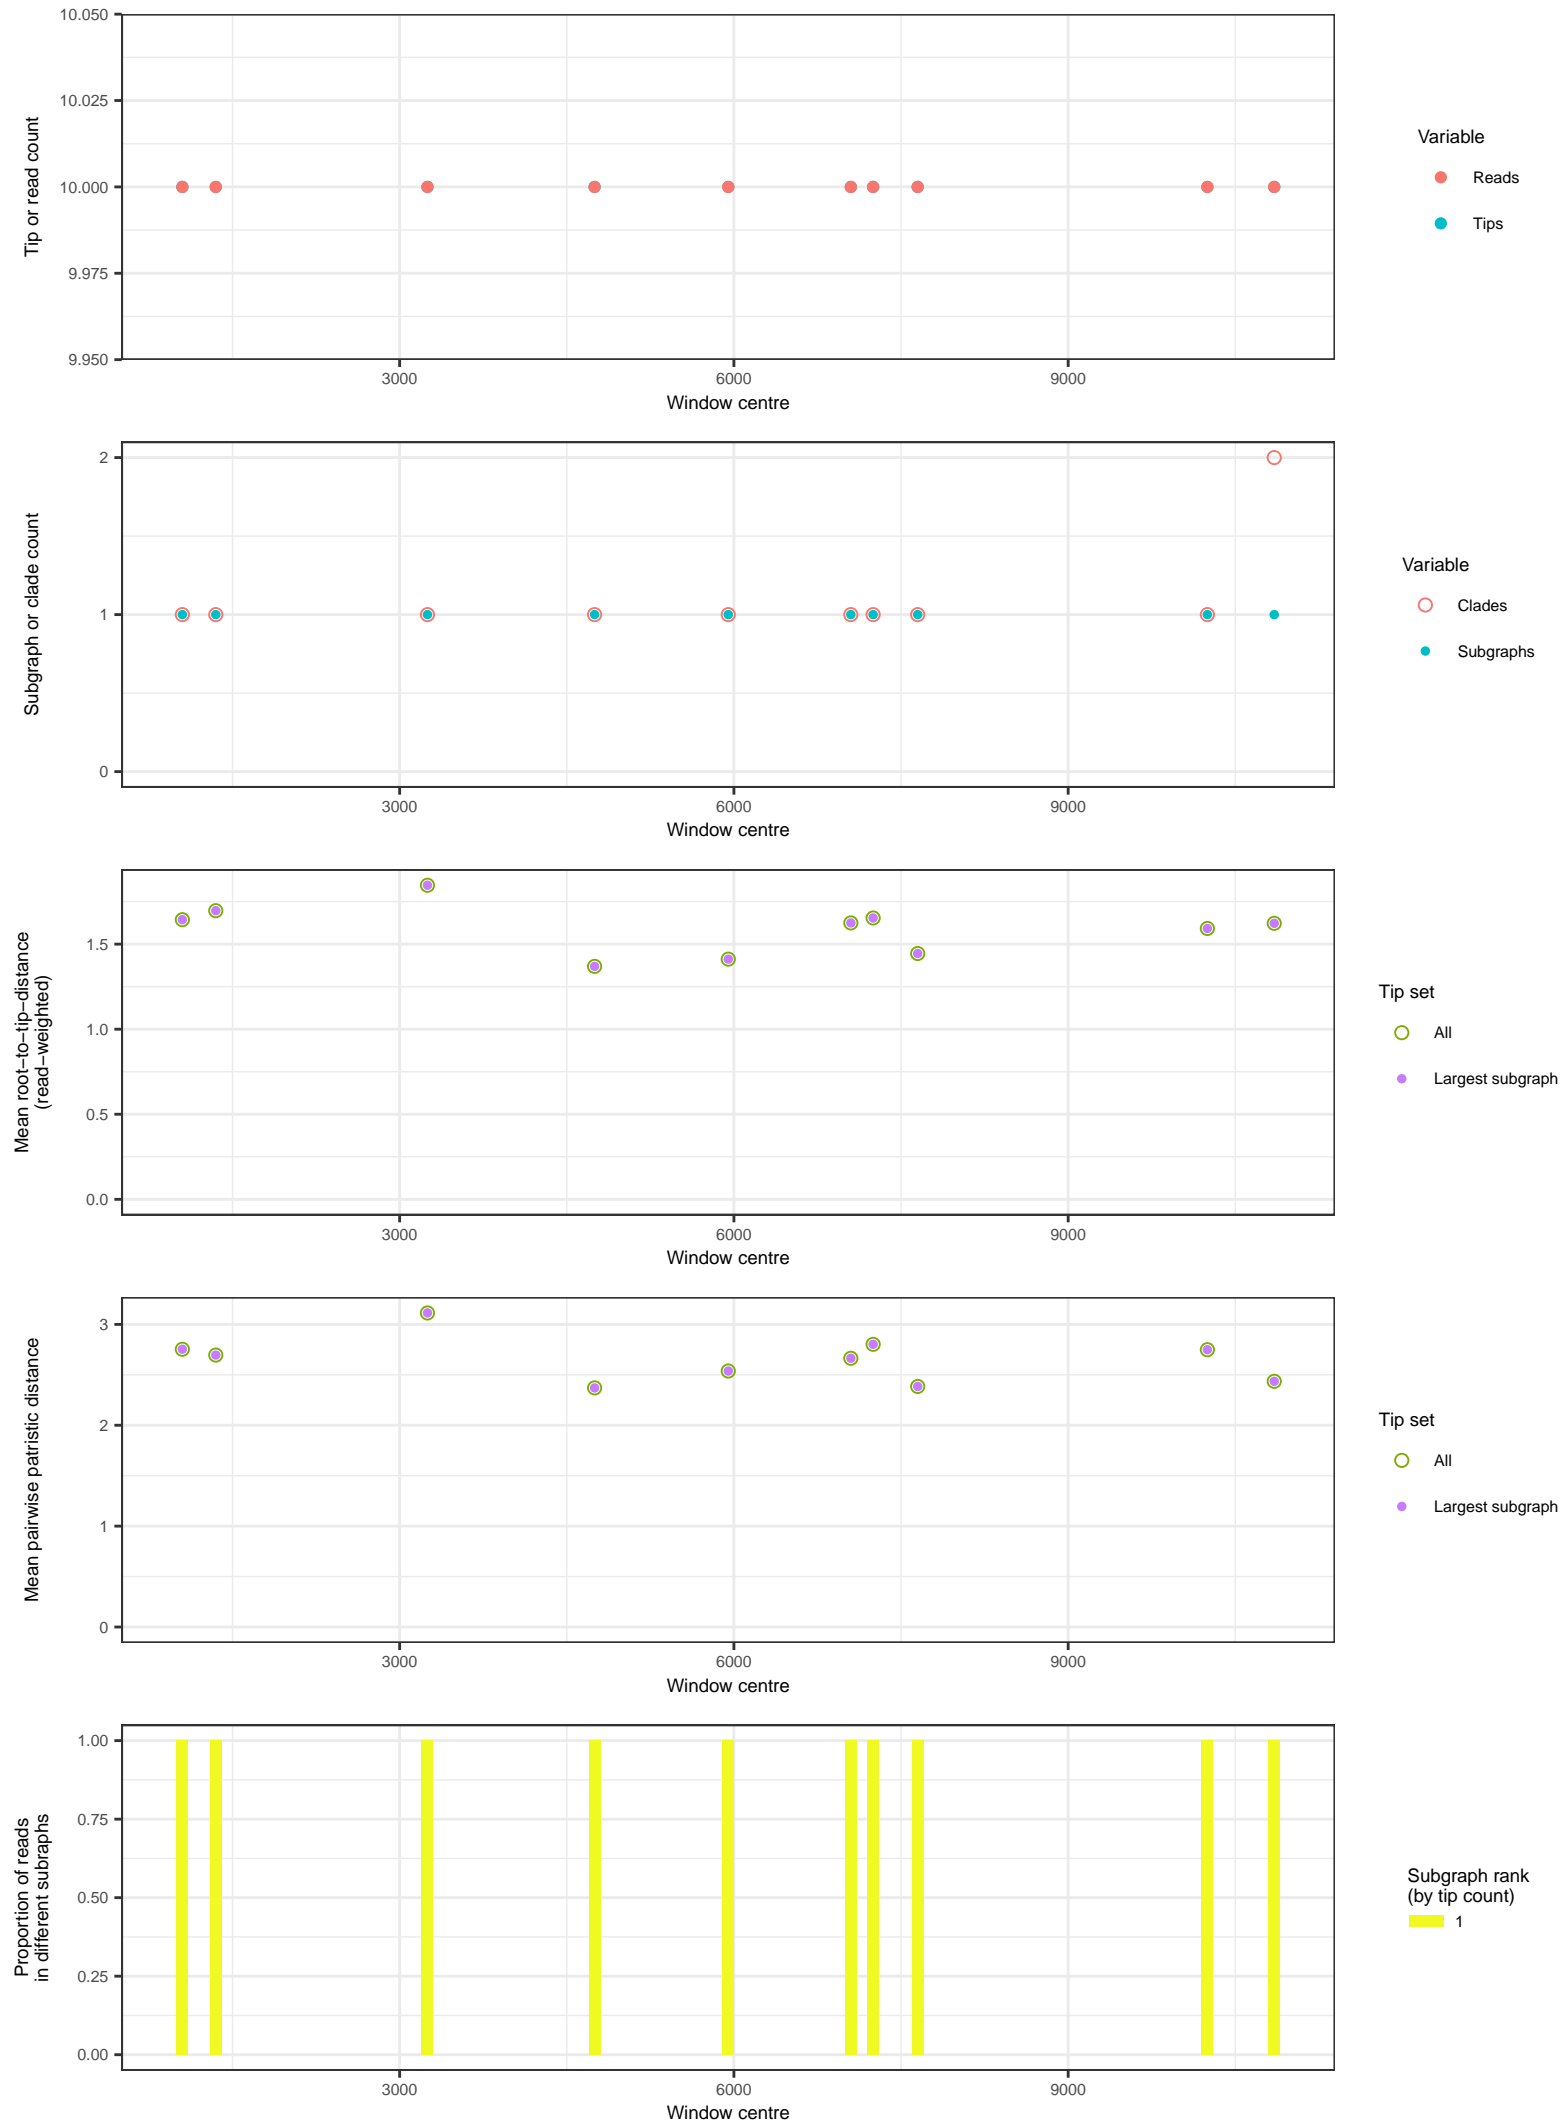 10.050
10.025
10.000
9.975
9.950
Tip or read count
3000 6000 9000
Window centre
Variable
Reads
Tips
2
1
0
Subgraph or clade count
3000 6000 9000
Window centre
Variable
Clades
Subgraphs
1.5
1.0
0.5
0.0
Mean root−to−tip−distance
(read−weighted)
3000 6000 9000
Window centre
Tip set
All
Largest subgraph
3
2
1
0
Mean pairwise patristic distance
3000 6000 9000
Window centre
Tip set
All
Largest subgraph
1.00
0.75
0.50
0.25
0.00
Proportion of reads
in different subraphs
3000 6000 9000
Window centre
Subgraph rank
(by tip count)
1